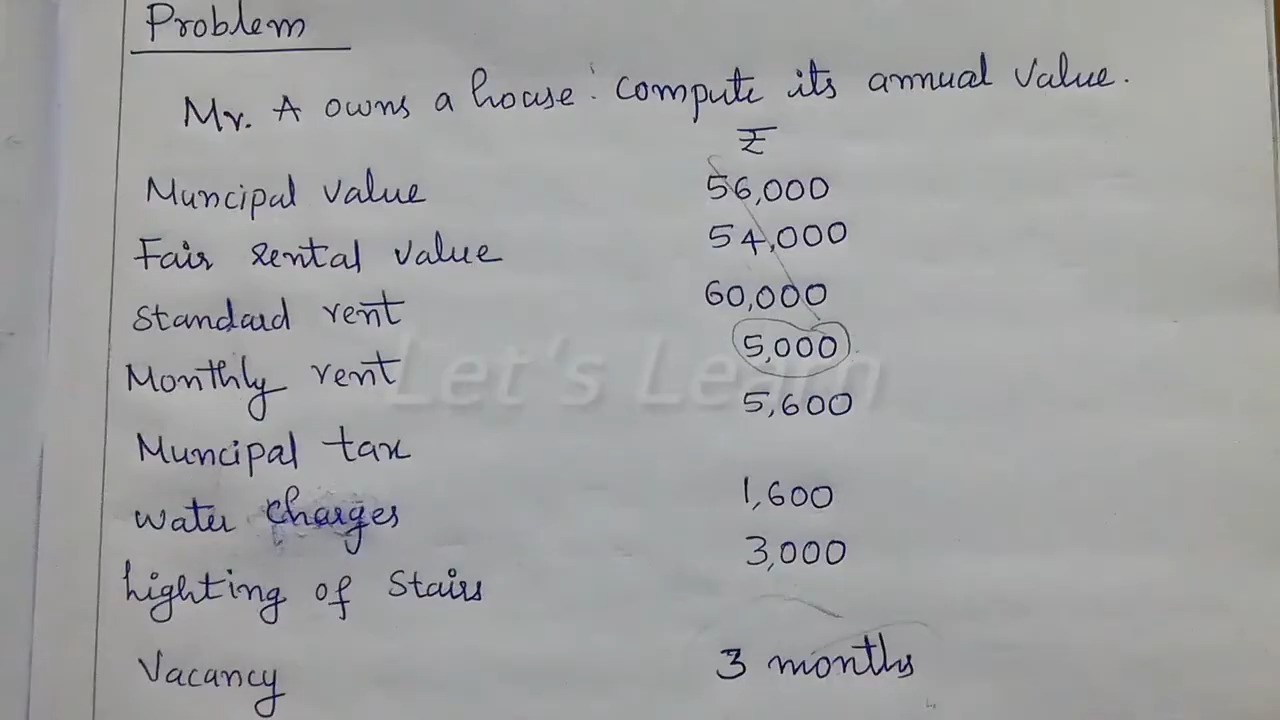 Problem
Mr. A owns a house. compute its annual value.
₹
Muncipal value 56,000
Fair rental value 54,000
Standard rent 60,000
Monthly rent 5,000
Muncipal tax 5,600
Water charges 1,600
Lighting of Stairs 3,000
Vacancy 3 months
Let's Learn